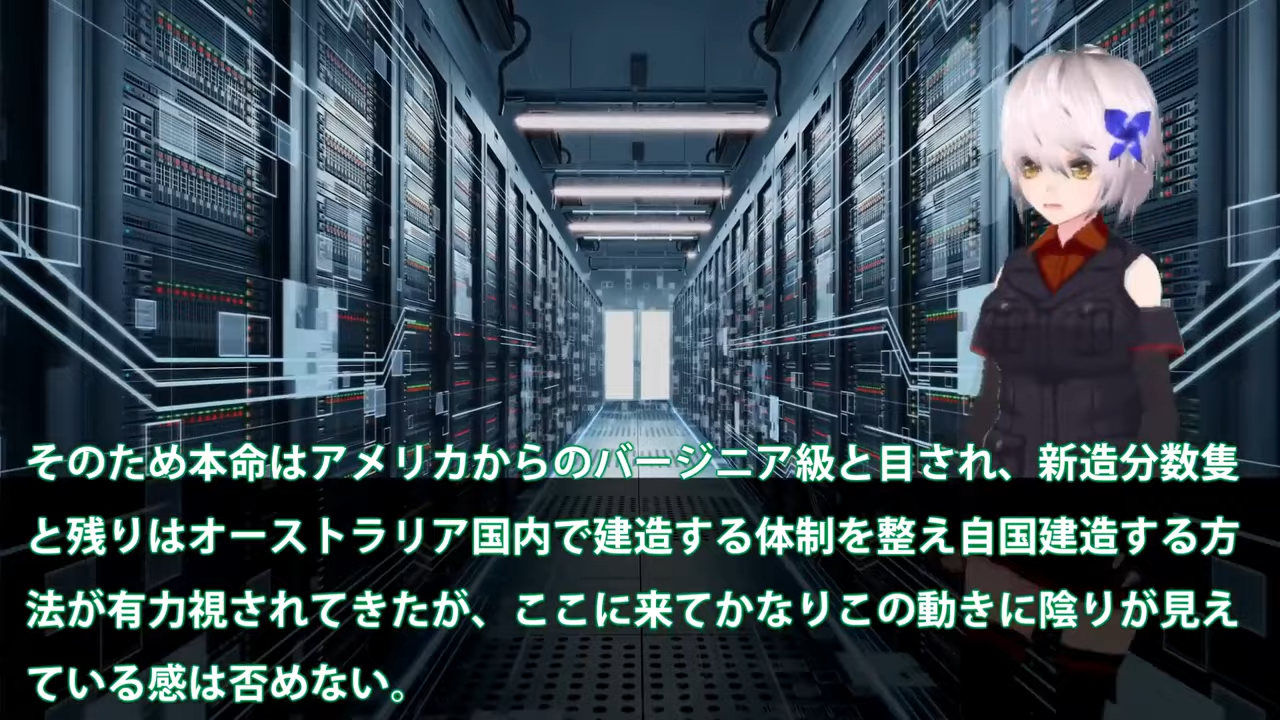 そのため本命はアメリカからのバージニア級と目され、新造分数隻
と残りはオーストラリア国内で建造する体制を整え自国建造する方
法が有力視されてきたが、ここに来てかなりこの動きに陰りが見え
ている感は否めない。